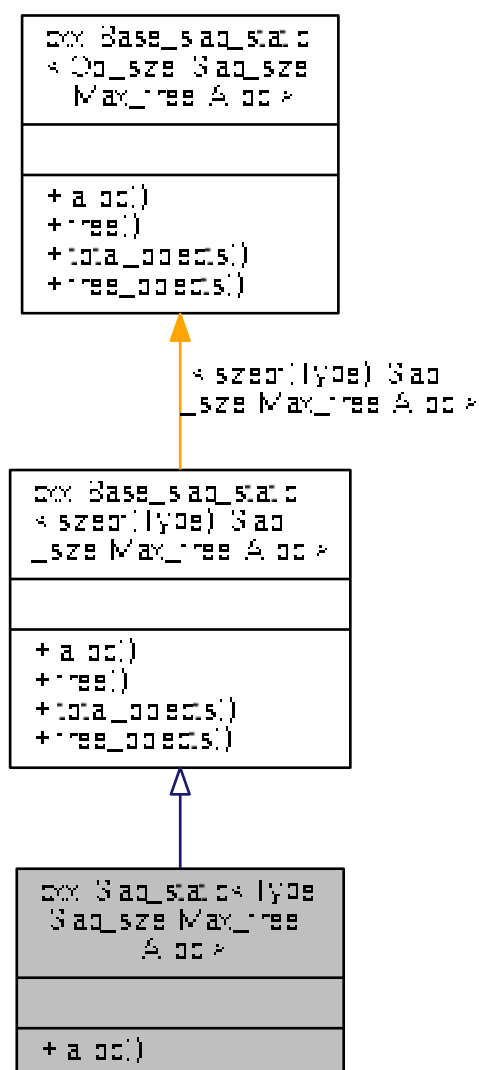 cxx::Base_slab_static
< Obj_size, Slab_size,
Max_free, Alloc >
+ alloc()
+ free()
+ total_objects()
+ free_objects()
< sizeof(Type), Slab
_size, Max_free, Alloc >
cxx::Base_slab_static
< sizeof(Type), Slab
_size, Max_free, Alloc >
+ alloc()
+ free()
+ total_objects()
+ free_objects()
cxx::Slab_static< Type,
Slab_size, Max_free,
Alloc >
+ alloc()